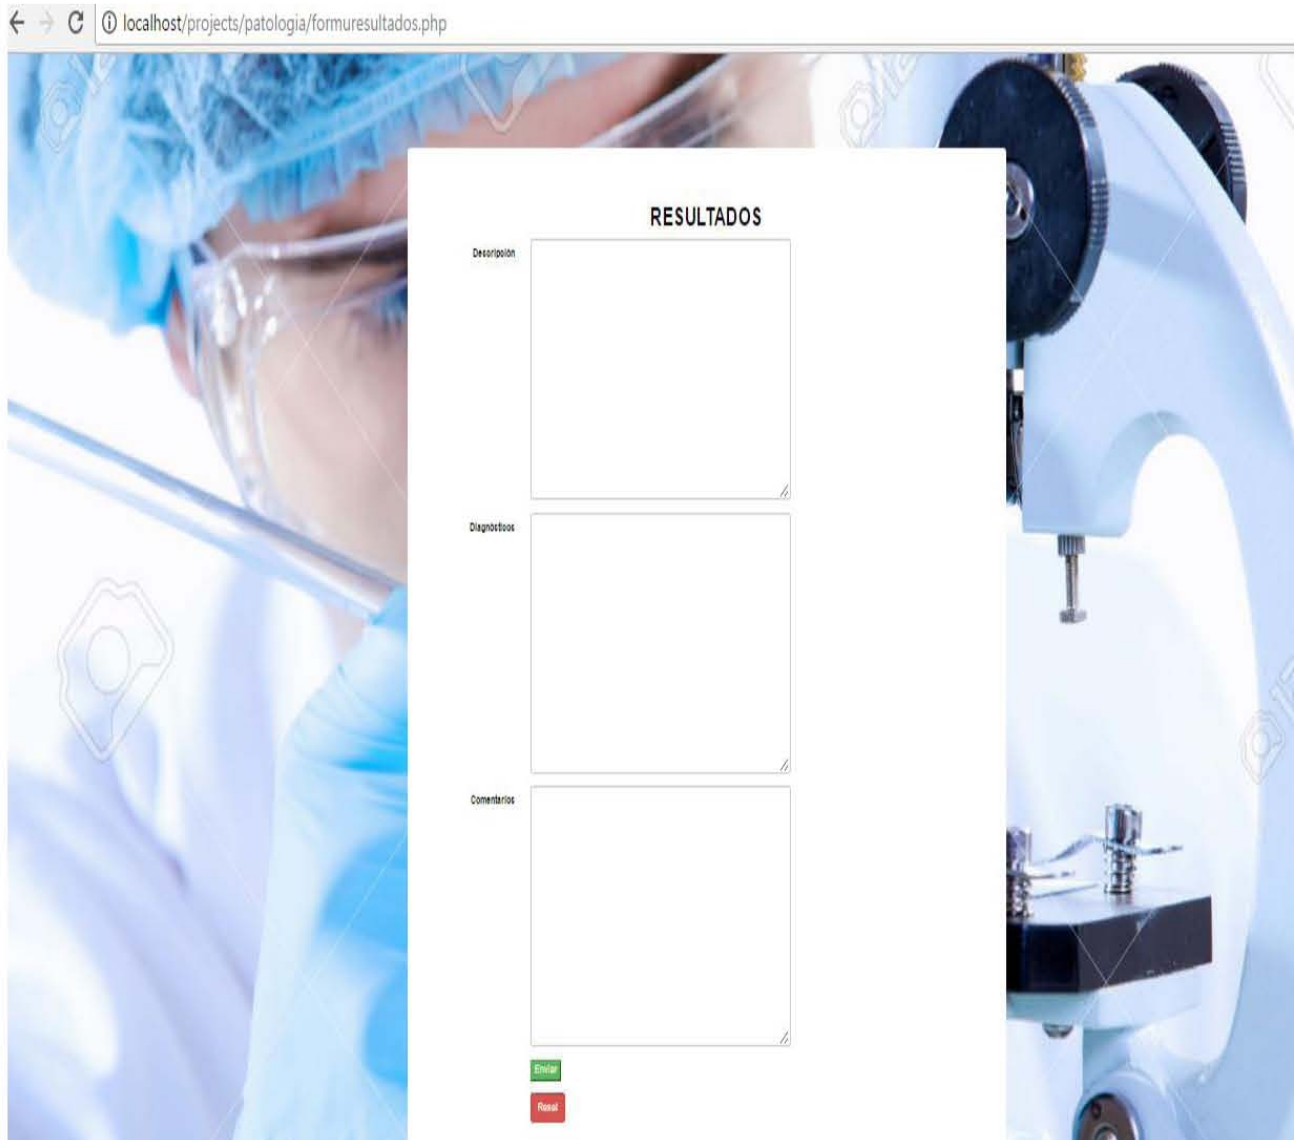 localhost/projects/patologia/formuresultados.php
RESULTADOS
Descripción
Diagnósticos
Comentarios
Enviar
Reset